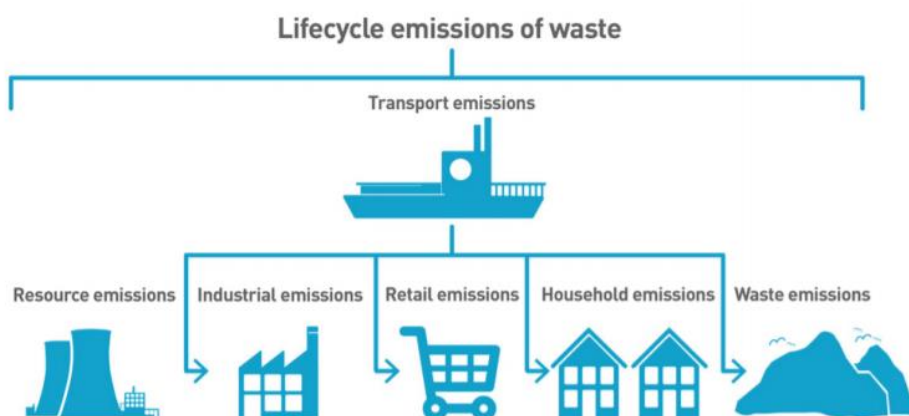 Lifecycle emissions of waste
Transport emissions
Resource emissions
Industrial emissions
Retail emissions
Household emissions
Waste emissions